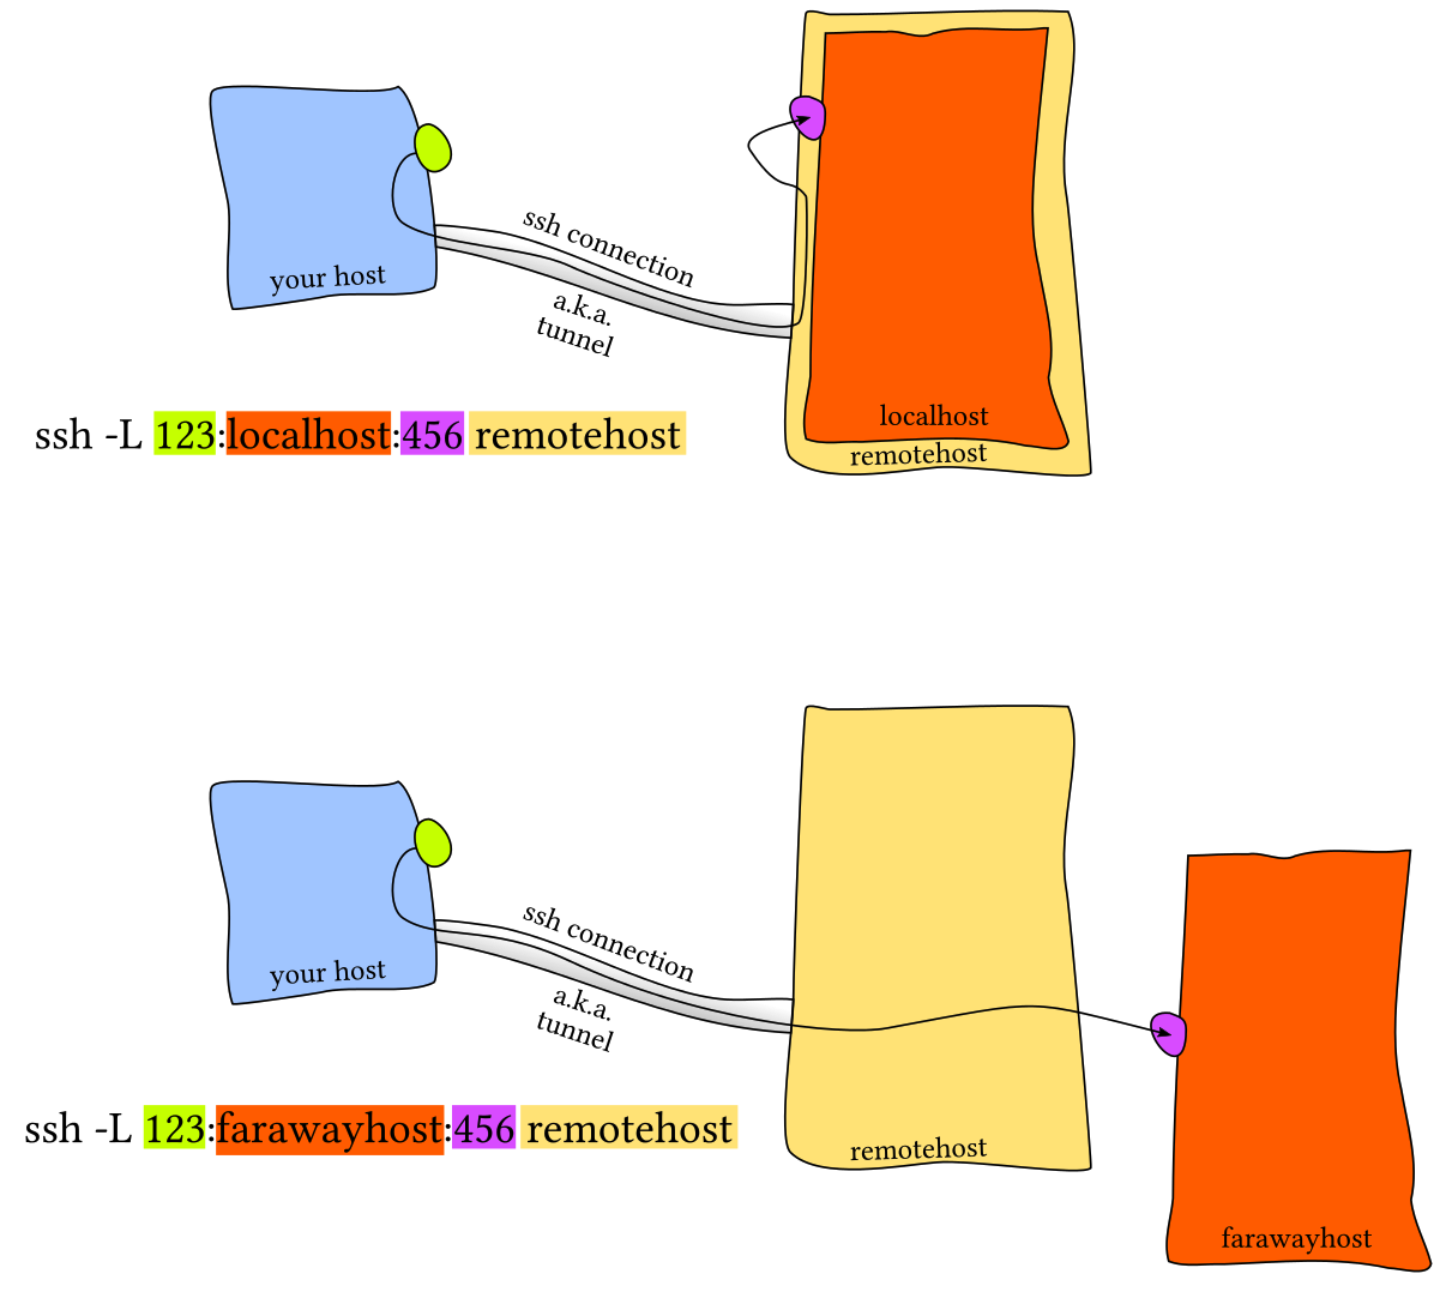 ssh connection
a.k.a.
tunnel
your host
localhost
remotehost
ssh -L 123:localhost:456 remotehost
ssh connection
a.k.a.
tunnel
your host
remotehost
farawayhost
ssh -L 123:farawayhost:456 remotehost